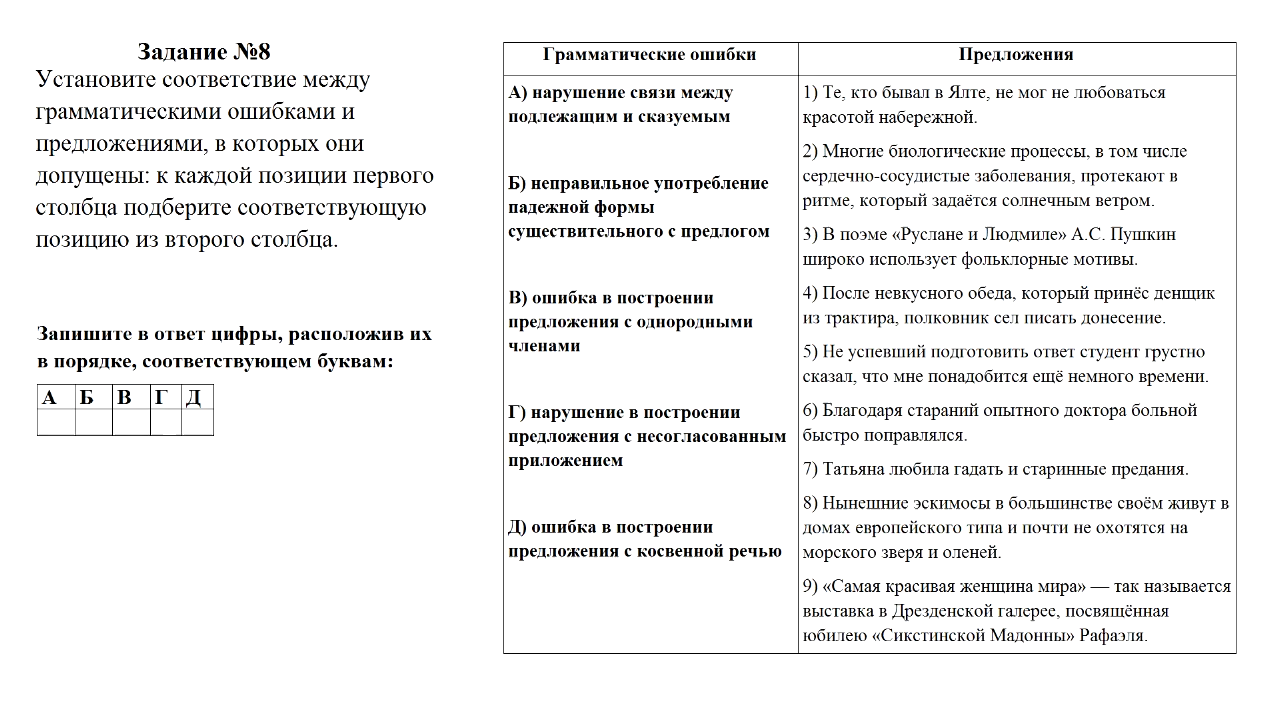 Задание №8
Установите соответствие между
грамматическими ошибками и
предложениями, в которых они
допущены: к каждой позиции первого
столбца подберите соответствующую
позицию из второго столбца.
Запишите в ответ цифры, расположив их
в порядке, соответствующем буквам:
А Б В Г Д
Грамматические ошибки
А) нарушение связи между
подлежащим и сказуемым
Б) неправильное употребление
падежной формы
существительного с предлогом
В) ошибка в построении
предложения с однородными
членами
Г) нарушение в построении
предложения с несогласованным
приложением
Д) ошибка в построении
предложения с косвенной речью
Предложения
1) Те, кто бывал в Ялте, не мог не любоваться
красотой набережной.
2) Многие биологические процессы, в том числе
сердечно-сосудистые заболевания, протекают в
ритме, который задаётся солнечным ветром.
3) В поэме «Руслане и Людмиле» А.С. Пушкин
широко использует фольклорные мотивы.
4) После невкусного обеда, который принёс денщик
из трактира, полковник сел писать донесение.
5) Не успевший подготовить ответ студент грустно
сказал, что мне понадобится ещё немного времени.
6) Благодаря стараний опытного доктора больной
быстро поправлялся.
7) Татьяна любила гадать и старинные предания.
8) Нынешние эскимосы в большинстве своём живут в
домах европейского типа и почти не охотятся на
морского зверя и оленей.
9) «Самая красивая женщина мира» — так называется
выставка в Дрезденской галерее, посвящённая
юбилею «Сикстинской Мадонны» Рафаэля.